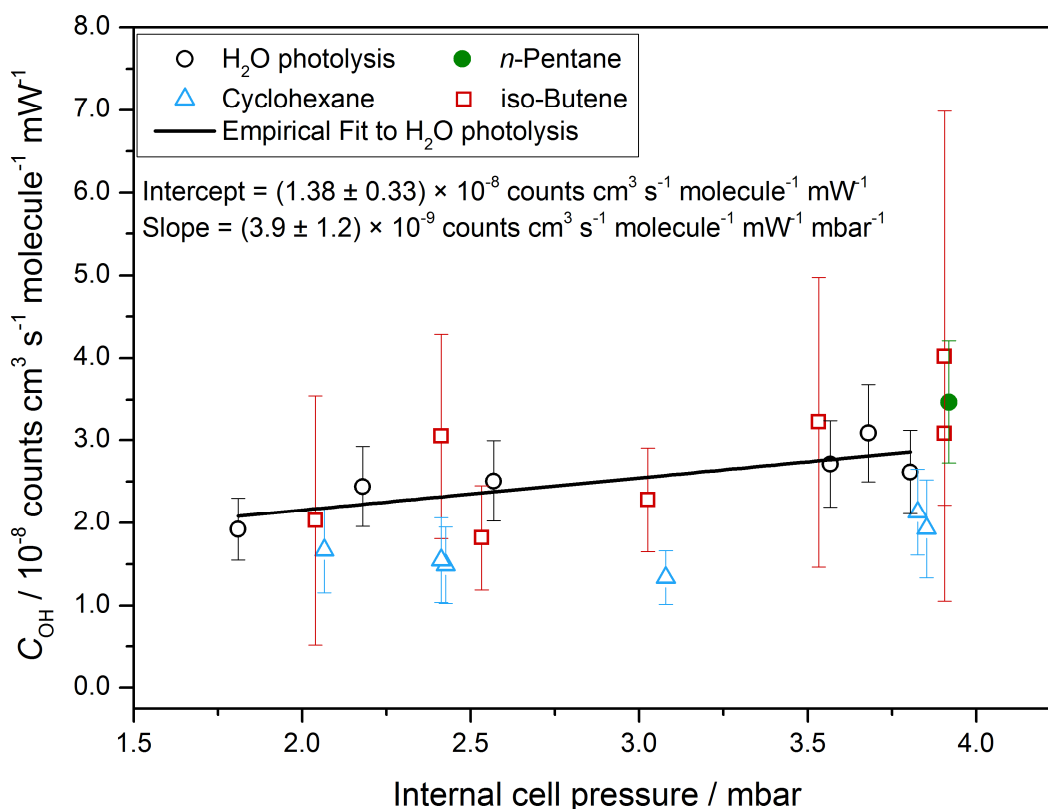 H₂O photolysis
n-Pentane
Cyclohexane
iso-Butene
Empirical Fit to H₂O photolysis
Intercept = (1.38 ± 0.33) × 10⁻⁸ counts cm³ s⁻¹ molecule⁻¹ mW⁻¹
Slope = (3.9 ± 1.2) × 10⁻⁹ counts cm³ s⁻¹ molecule⁻¹ mW⁻¹ mbar⁻¹
C_OH / 10⁻⁸ counts cm³ s⁻¹ molecule⁻¹ mW⁻¹
8.0
7.0
6.0
5.0
4.0
3.0
2.0
1.0
0.0
1.5 2.0 2.5 3.0 3.5 4.0
Internal cell pressure / mbar